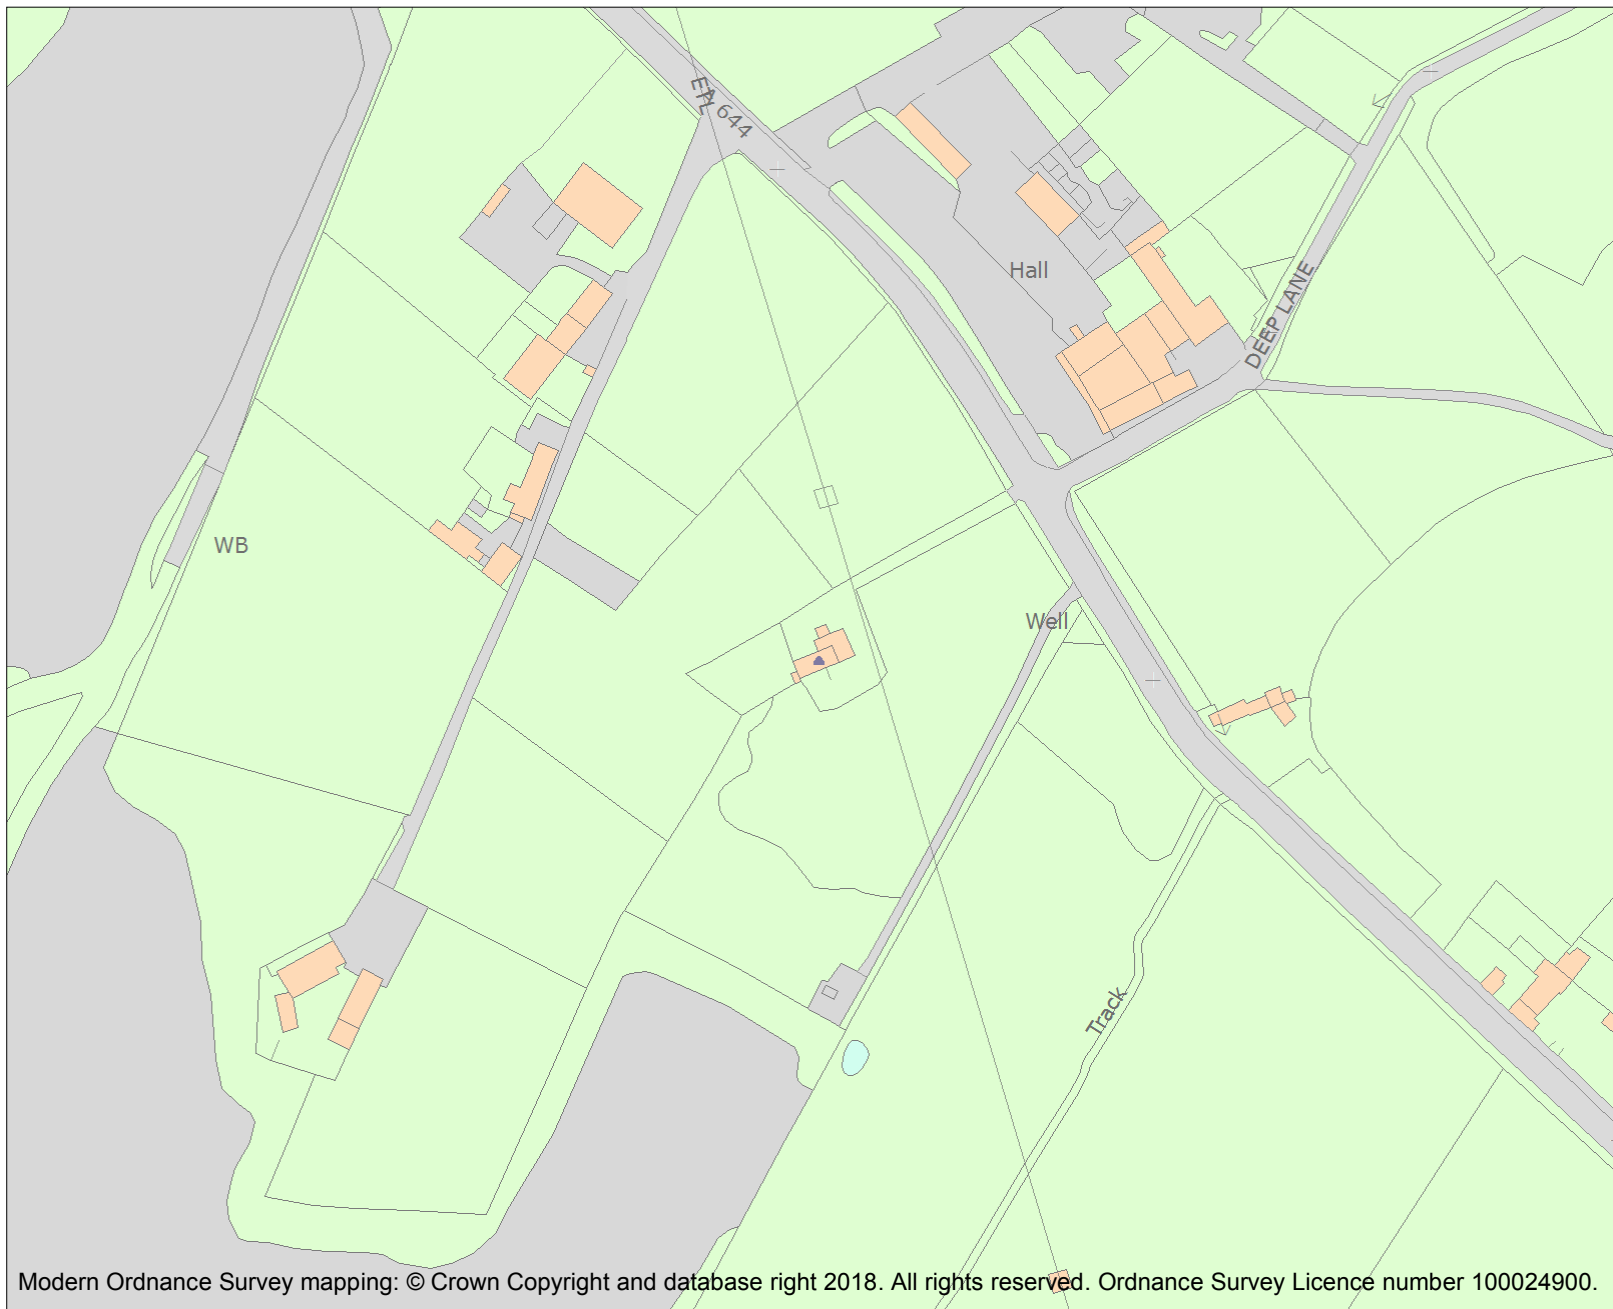 ETL
A 644
Hall
DEEP LANE
WB
Well
Track
Modern Ordnance Survey mapping: © Crown Copyright and database right 2018. All rights reserved. Ordnance Survey Licence number 100024900.